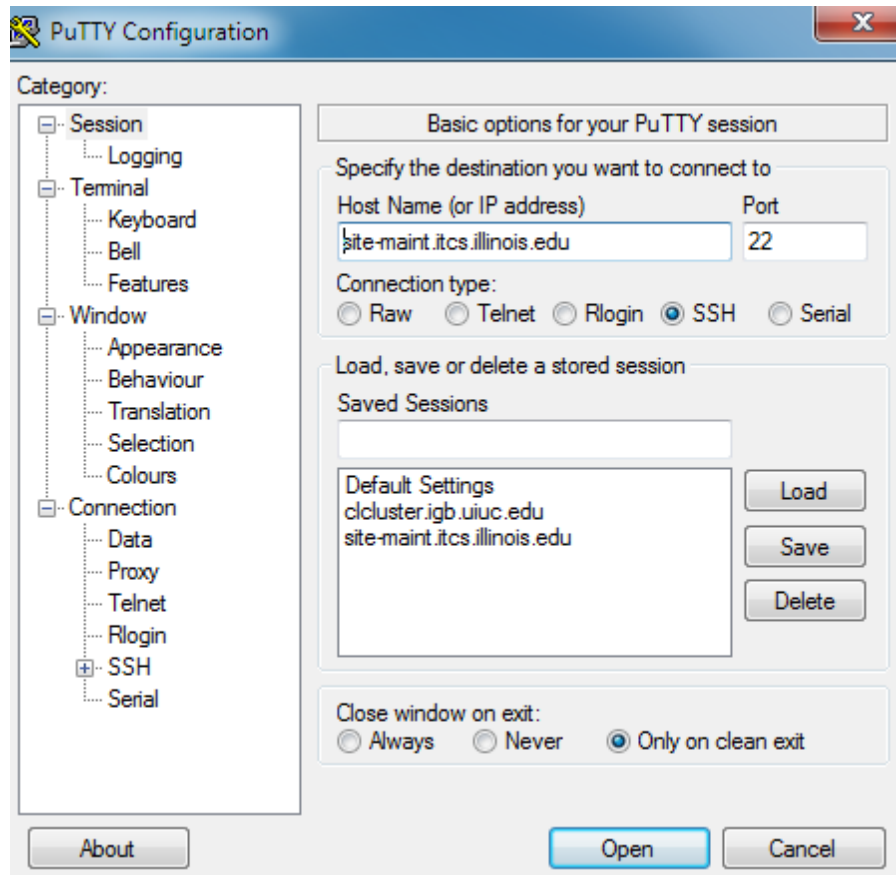 PuTTY Configuration
Category:
Session
Logging
Terminal
Keyboard
Bell
Features
Window
Appearance
Behaviour
Translation
Selection
Colours
Connection
Data
Proxy
Telnet
Rlogin
SSH
Serial
Basic options for your PuTTY session
Specify the destination you want to connect to
Host Name (or IP address) Port
site-maint.itcs.illinois.edu 22
Connection type:
Raw Telnet Rlogin SSH Serial
Load, save or delete a stored session
Saved Sessions
Default Settings
clcluster.igb.uiuc.edu
site-maint.itcs.illinois.edu
Load
Save
Delete
Close window on exit:
Always Never Only on clean exit
About Open Cancel